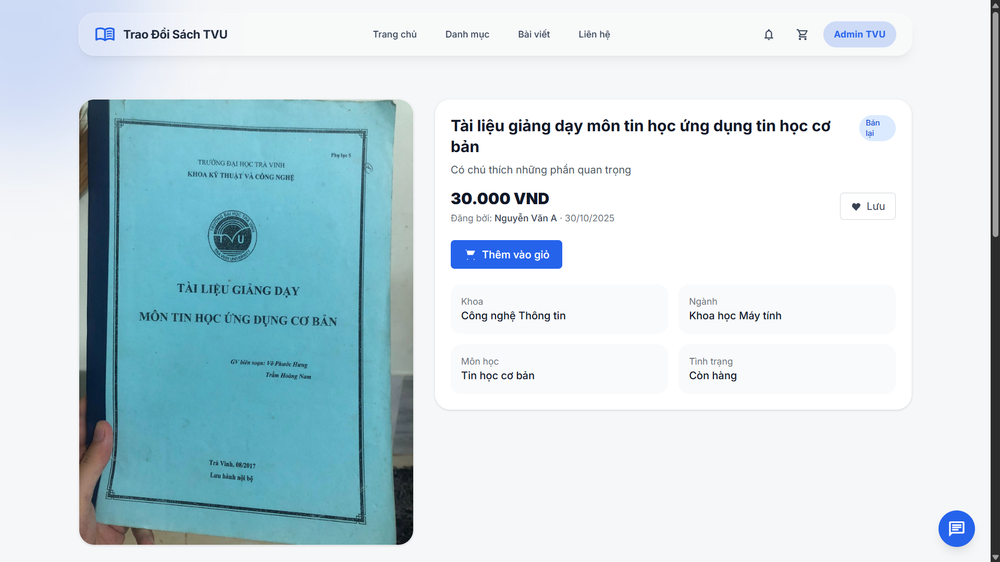 Trao Đổi Sách TVU
Trang chủ
Danh mục
Bài viết
Liên hệ
Admin TVU
Phụ lục 5
TRƯỜNG ĐẠI HỌC TRÀ VINH
KHOA KỸ THUẬT VÀ CÔNG NGHỆ
TRƯỜNG ĐẠI HỌC TRÀ VINH
TVU
TRA VINH UNIVERSITY
TÀI LIỆU GIẢNG DẠY
MÔN TIN HỌC ỨNG DỤNG CƠ BẢN
GV biên soạn: Võ Phước Hưng
Trầm Hoàng Nam
Trà Vinh, 08/2017
Lưu hành nội bộ
Tài liệu giảng dạy môn tin học ứng dụng tin học cơ
bản
Bán
lại
Có chú thích những phần quan trọng
30.000 VND
Đăng bởi: Nguyễn Văn A · 30/10/2025
Lưu
Thêm vào giỏ
Khoa
Công nghệ Thông tin
Ngành
Khoa học Máy tính
Môn học
Tin học cơ bản
Tình trạng
Còn hàng